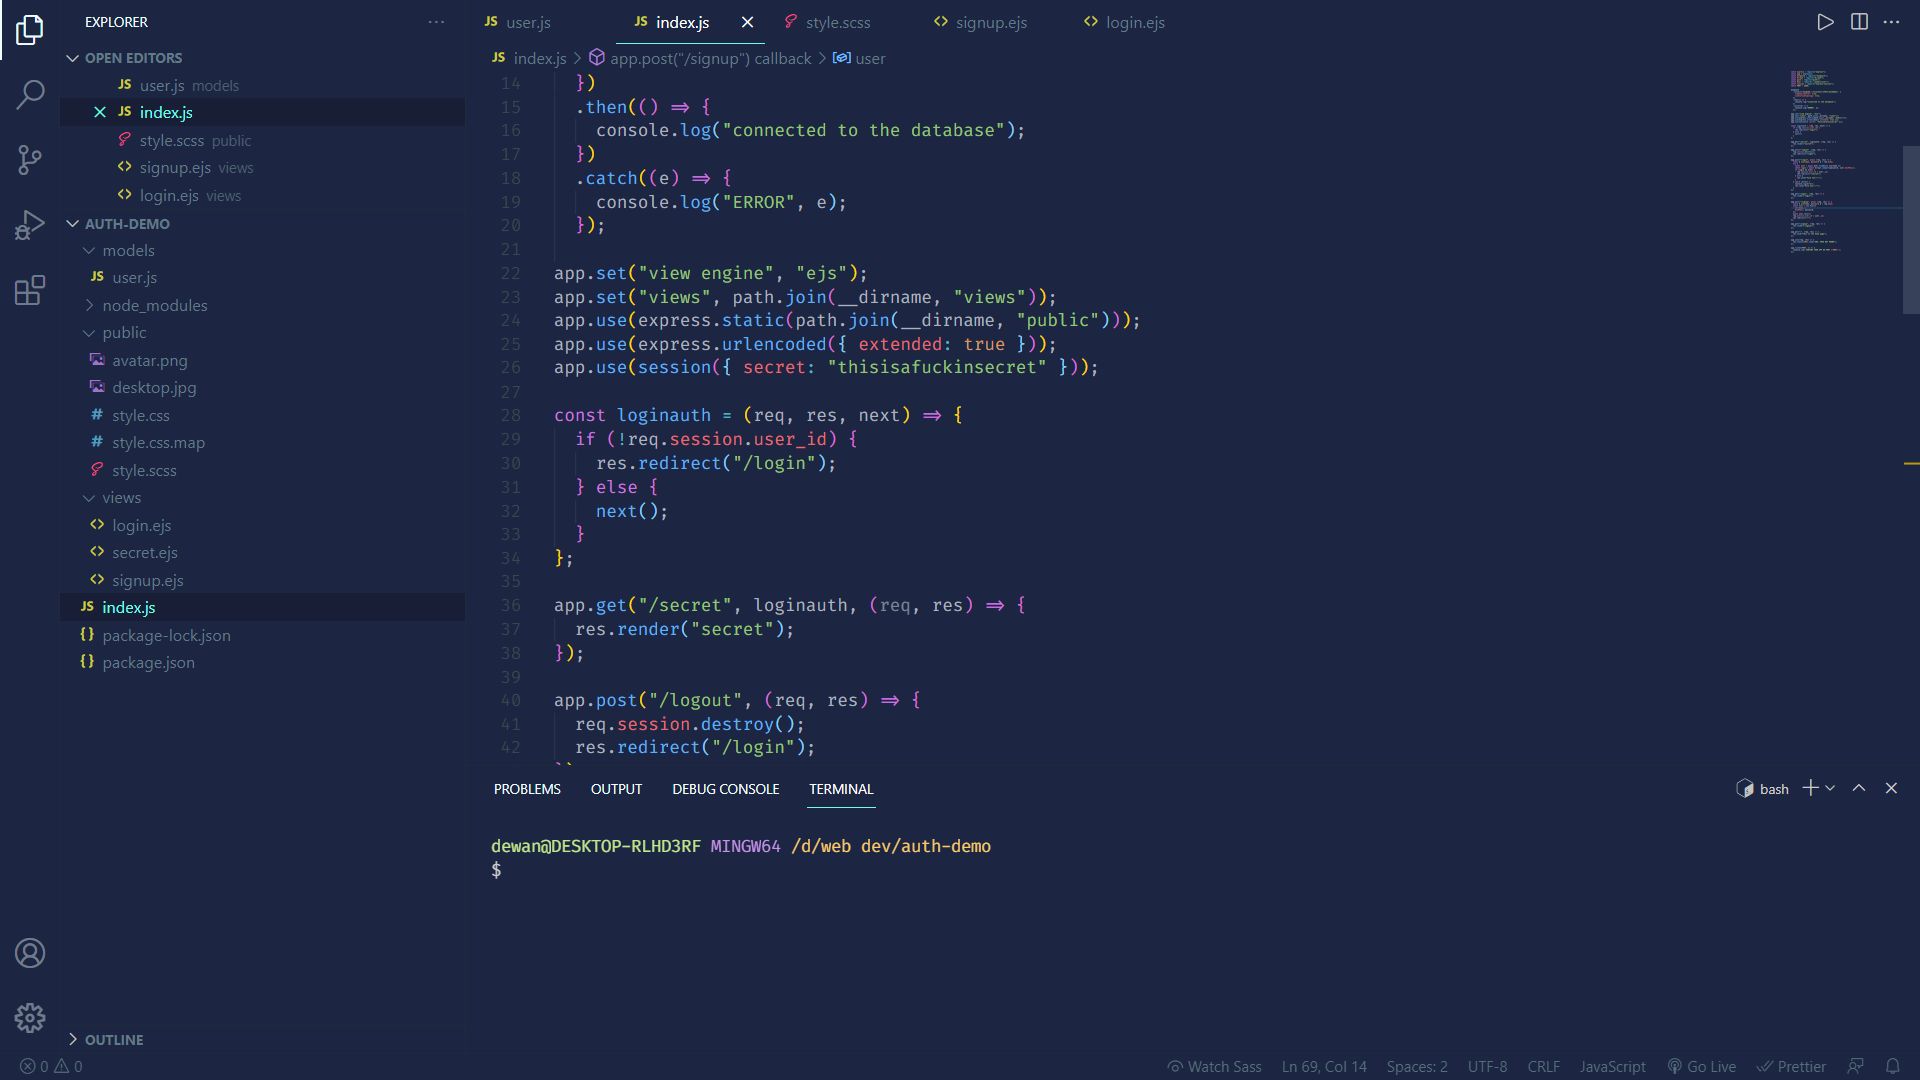 EXPLORER
OPEN EDITORS
JS user.js models
JS index.js
style.scss public
signup.ejs views
login.ejs views
AUTH-DEMO
models
JS user.js
node_modules
public
avatar.png
desktop.jpg
# style.css
# style.css.map
style.scss
views
login.ejs
secret.ejs
signup.ejs
JS index.js
{} package-lock.json
{} package.json
OUTLINE
JS user.js JS index.js style.scss signup.ejs login.ejs
JS index.js > app.post("/signup") callback > user
14 })
15 .then(() => {
16 console.log("connected to the database");
17 })
18 .catch((e) => {
19 console.log("ERROR", e);
20 });
21
22 app.set("view engine", "ejs");
23 app.set("views", path.join(__dirname, "views"));
24 app.use(express.static(path.join(__dirname, "public")));
25 app.use(express.urlencoded({ extended: true }));
26 app.use(session({ secret: "thisisafuckinsecret" }));
27
28 const loginauth = (req, res, next) => {
29 if (!req.session.user_id) {
30 res.redirect("/login");
31 } else {
32 next();
33 }
34 };
35
36 app.get("/secret", loginauth, (req, res) => {
37 res.render("secret");
38 });
39
40 app.post("/logout", (req, res) => {
41 req.session.destroy();
42 res.redirect("/login");
PROBLEMS OUTPUT DEBUG CONSOLE TERMINAL
bash
dewan@DESKTOP-RLHD3RF MINGW64 /d/web dev/auth-demo
$
0 0 Watch Sass Ln 69, Col 14 Spaces: 2 UTF-8 CRLF JavaScript Go Live Prettier